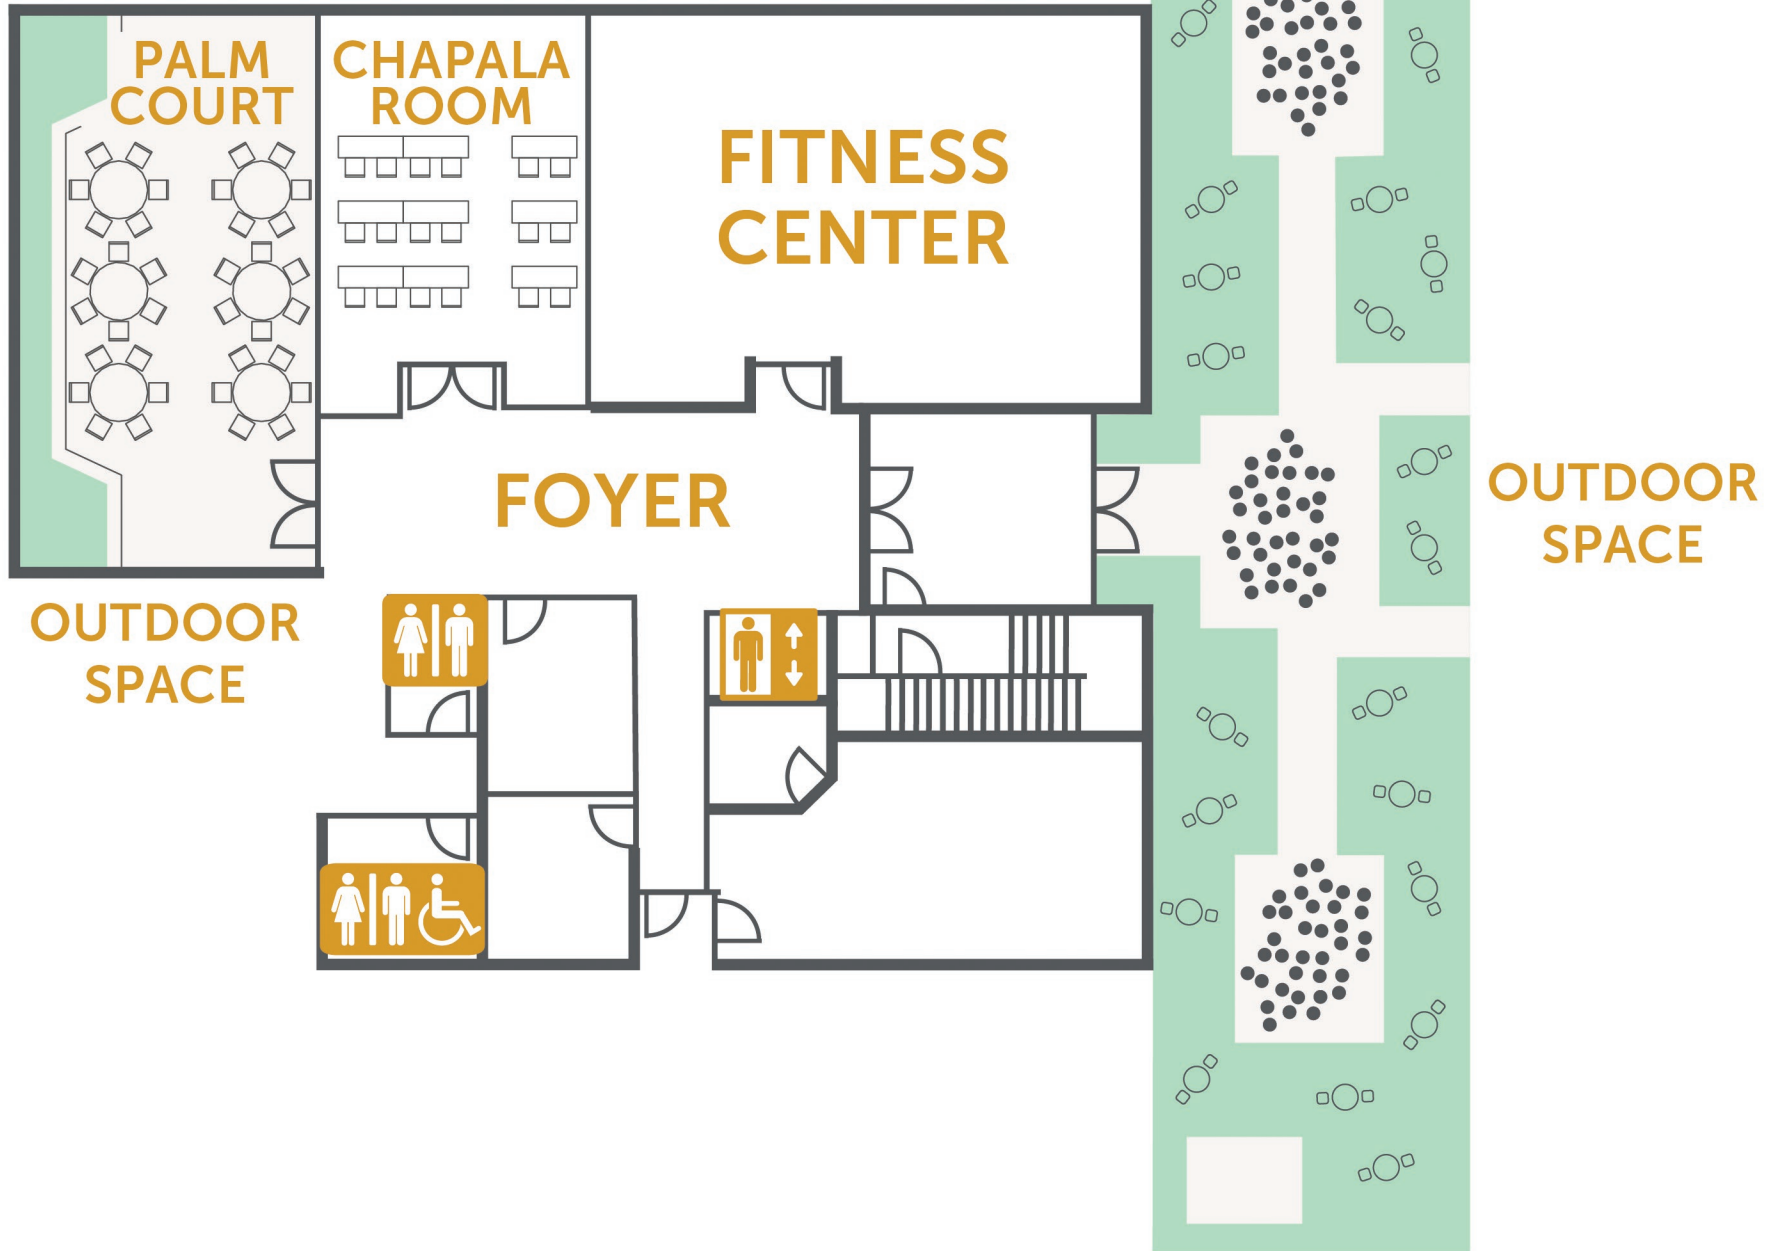 PALM
COURT
CHAPALA
ROOM
FITNESS
CENTER
FOYER
OUTDOOR
SPACE
OUTDOOR
SPACE